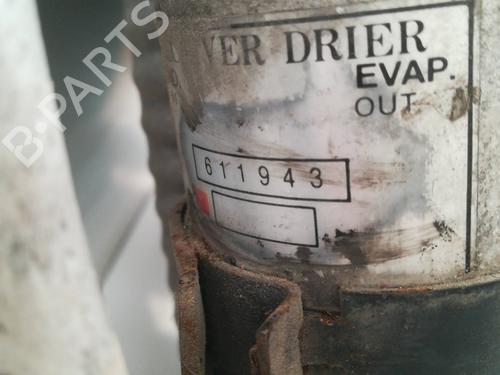 VER DRIER
EVAP.
OUT
611943
B-PARTS